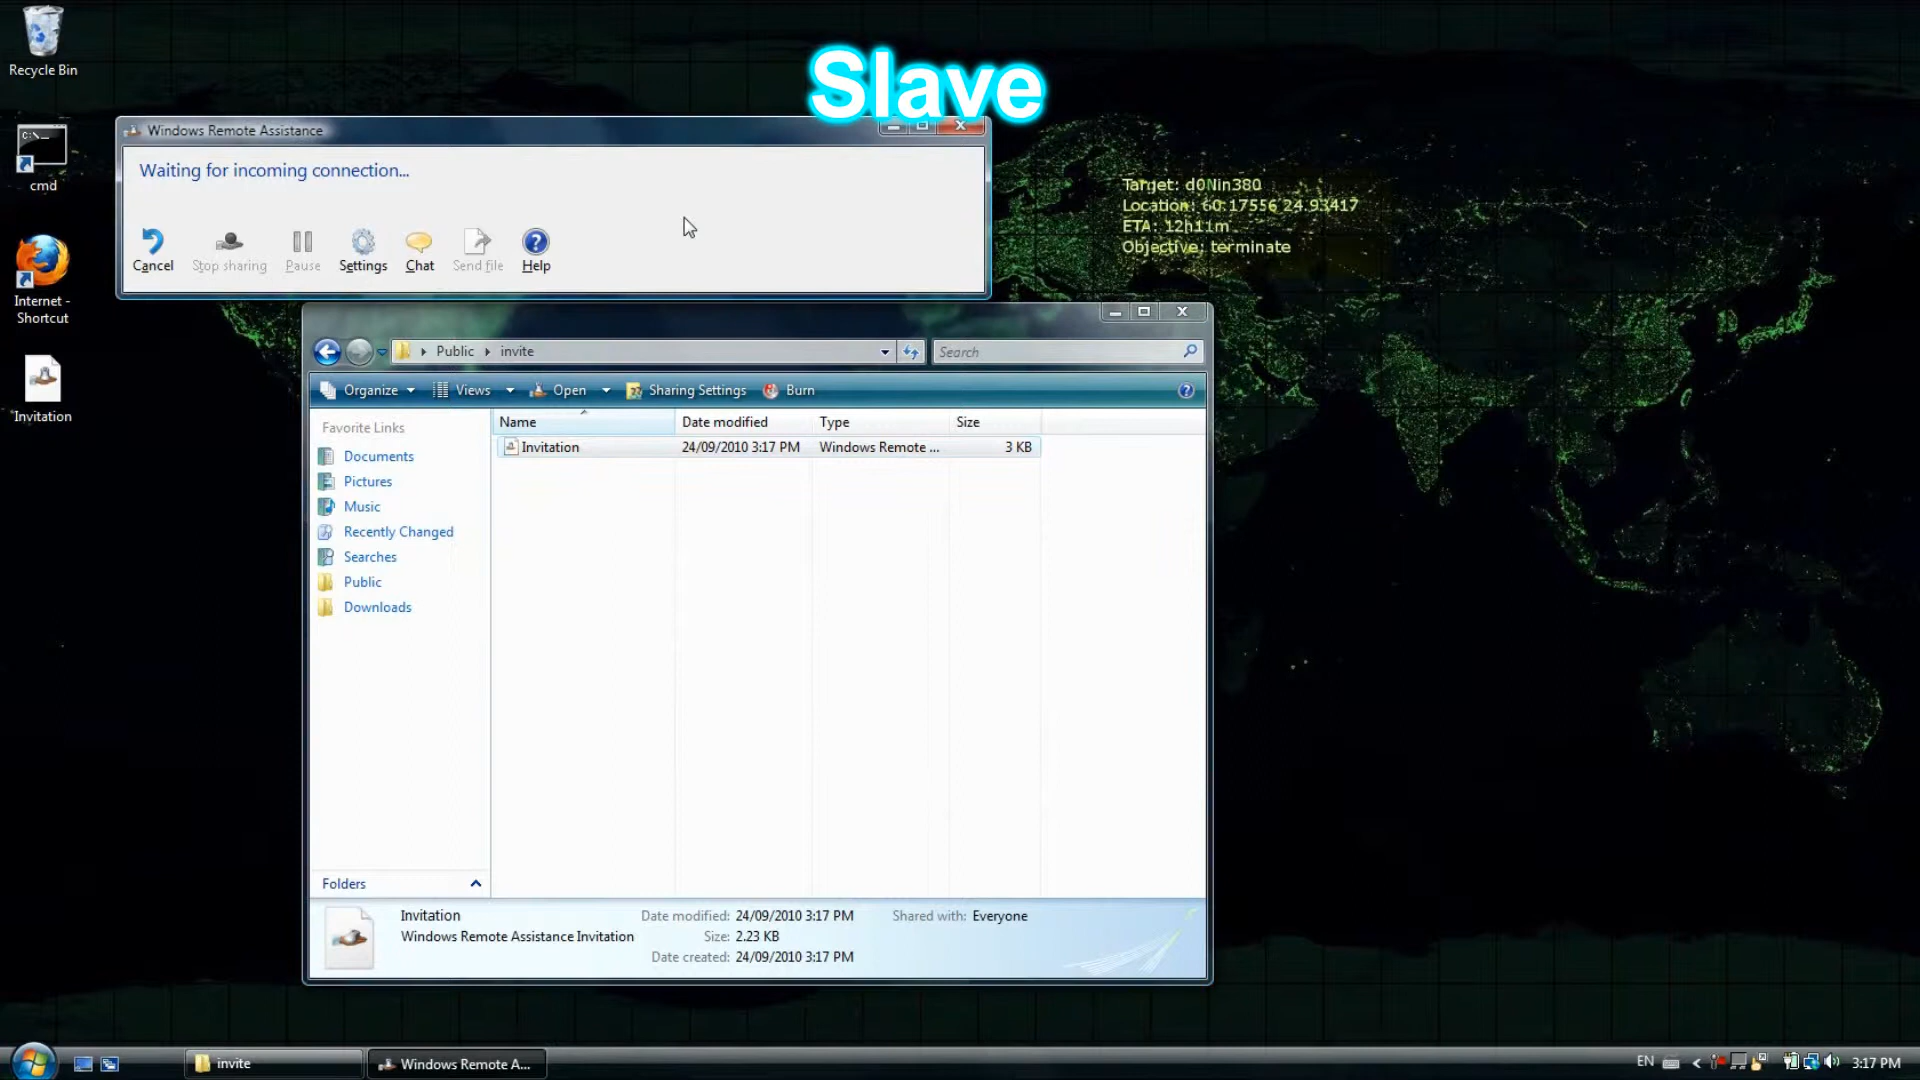 Slave
Recycle Bin
cmd
Internet -
Shortcut
Invitation
Windows Remote Assistance
Waiting for incoming connection...
Cancel
Stop sharing
Pause
Settings
Chat
Send file
Help
Target: d0Nin380
Location: 60.17556 24.93417
ETA: 12h11m
Objective: terminate
Public
invite
Search
Organize
Views
Open
Sharing Settings
Burn
Name
Date modified
Type
Size
Invitation
24/09/2010 3:17 PM
Windows Remote ...
3 KB
Favorite Links
Documents
Pictures
Music
Recently Changed
Searches
Public
Downloads
Folders
Invitation
Windows Remote Assistance Invitation
Date modified: 24/09/2010 3:17 PM
Size: 2.23 KB
Date created: 24/09/2010 3:17 PM
Shared with: Everyone
invite
Windows Remote A...
EN
3:17 PM